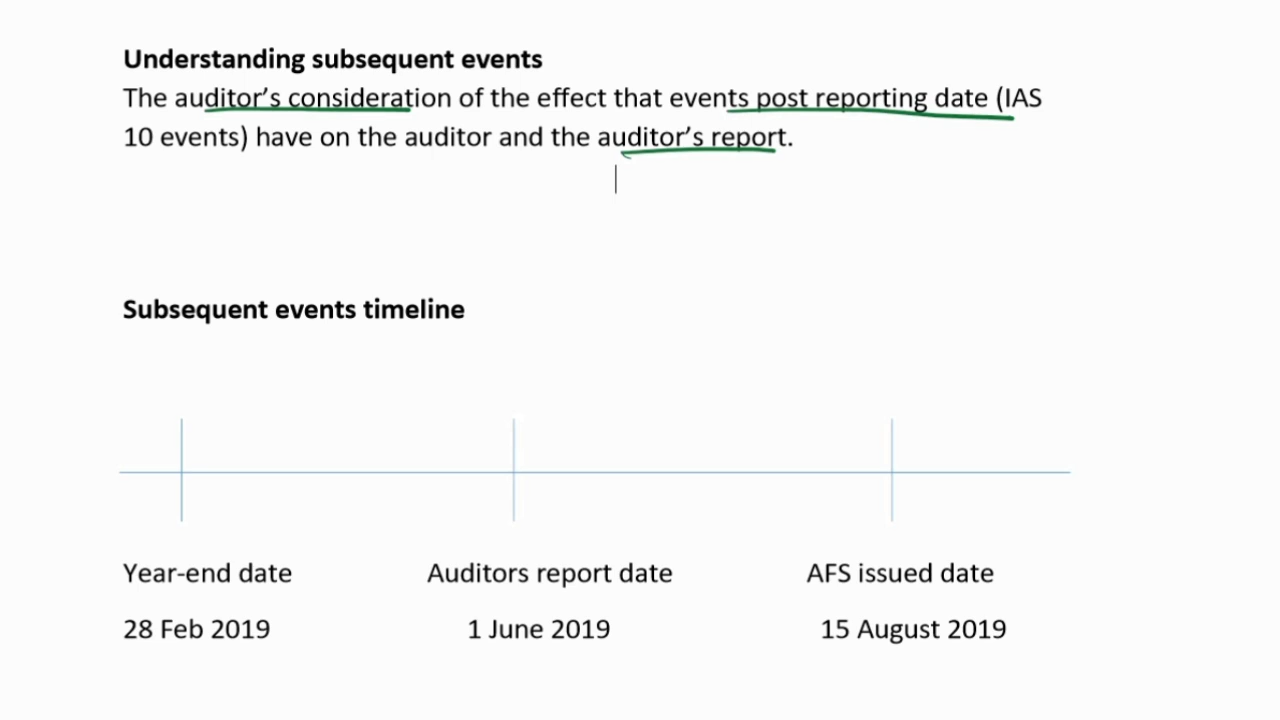 Understanding subsequent events
The auditor's consideration of the effect that events post reporting date (IAS
10 events) have on the auditor and the auditor's report.
Subsequent events timeline
Year-end date Auditors report date AFS issued date
28 Feb 2019 1 June 2019 15 August 2019